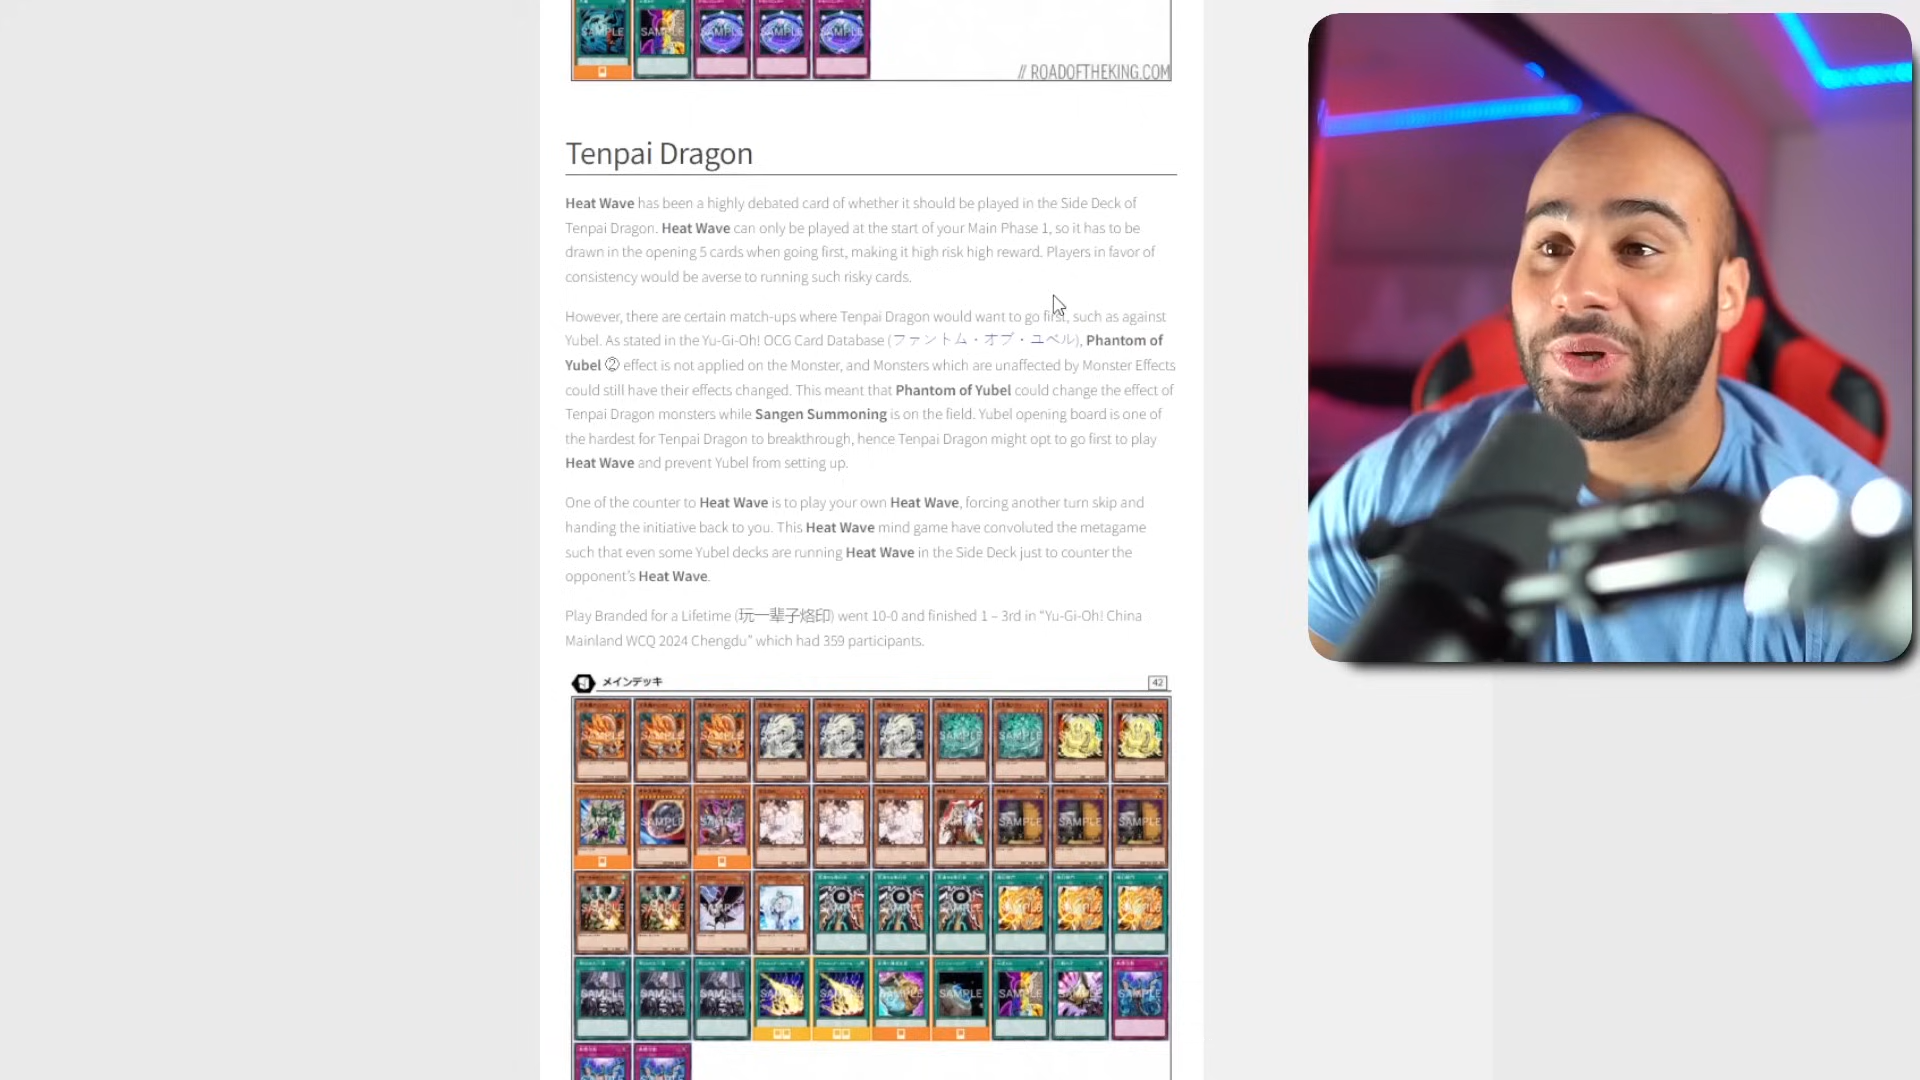 // ROADOFTHEKING.COM
Tenpai Dragon
Heat Wave has been a highly debated card of whether it should be played in the Side Deck of
Tenpai Dragon. Heat Wave can only be played at the start of your Main Phase 1, so it has to be
drawn in the opening 5 cards when going first, making it high risk high reward. Players in favor of
consistency would be averse to running such risky cards.
However, there are certain match-ups where Tenpai Dragon would want to go first, such as against
Yubel. As stated in the Yu-Gi-Oh! OCG Card Database (ファントム・オブ・ユベル), Phantom of
Yubel ② effect is not applied on the Monster, and Monsters which are unaffected by Monster Effects
could still have their effects changed. This meant that Phantom of Yubel could change the effect of
Tenpai Dragon monsters while Sangen Summoning is on the field. Yubel opening board is one of
the hardest for Tenpai Dragon to breakthrough, hence Tenpai Dragon might opt to go first to play
Heat Wave and prevent Yubel from setting up.
One of the counter to Heat Wave is to play your own Heat Wave, forcing another turn skip and
handing the initiative back to you. This Heat Wave mind game have convoluted the metagame
such that even some Yubel decks are running Heat Wave in the Side Deck just to counter the
opponent's Heat Wave.
Play Branded for a Lifetime (玩一辈子烙印) went 10-0 and finished 1 – 3rd in “Yu-Gi-Oh! China
Mainland WCQ 2024 Chengdu” which had 359 participants.
メインデッキ 42